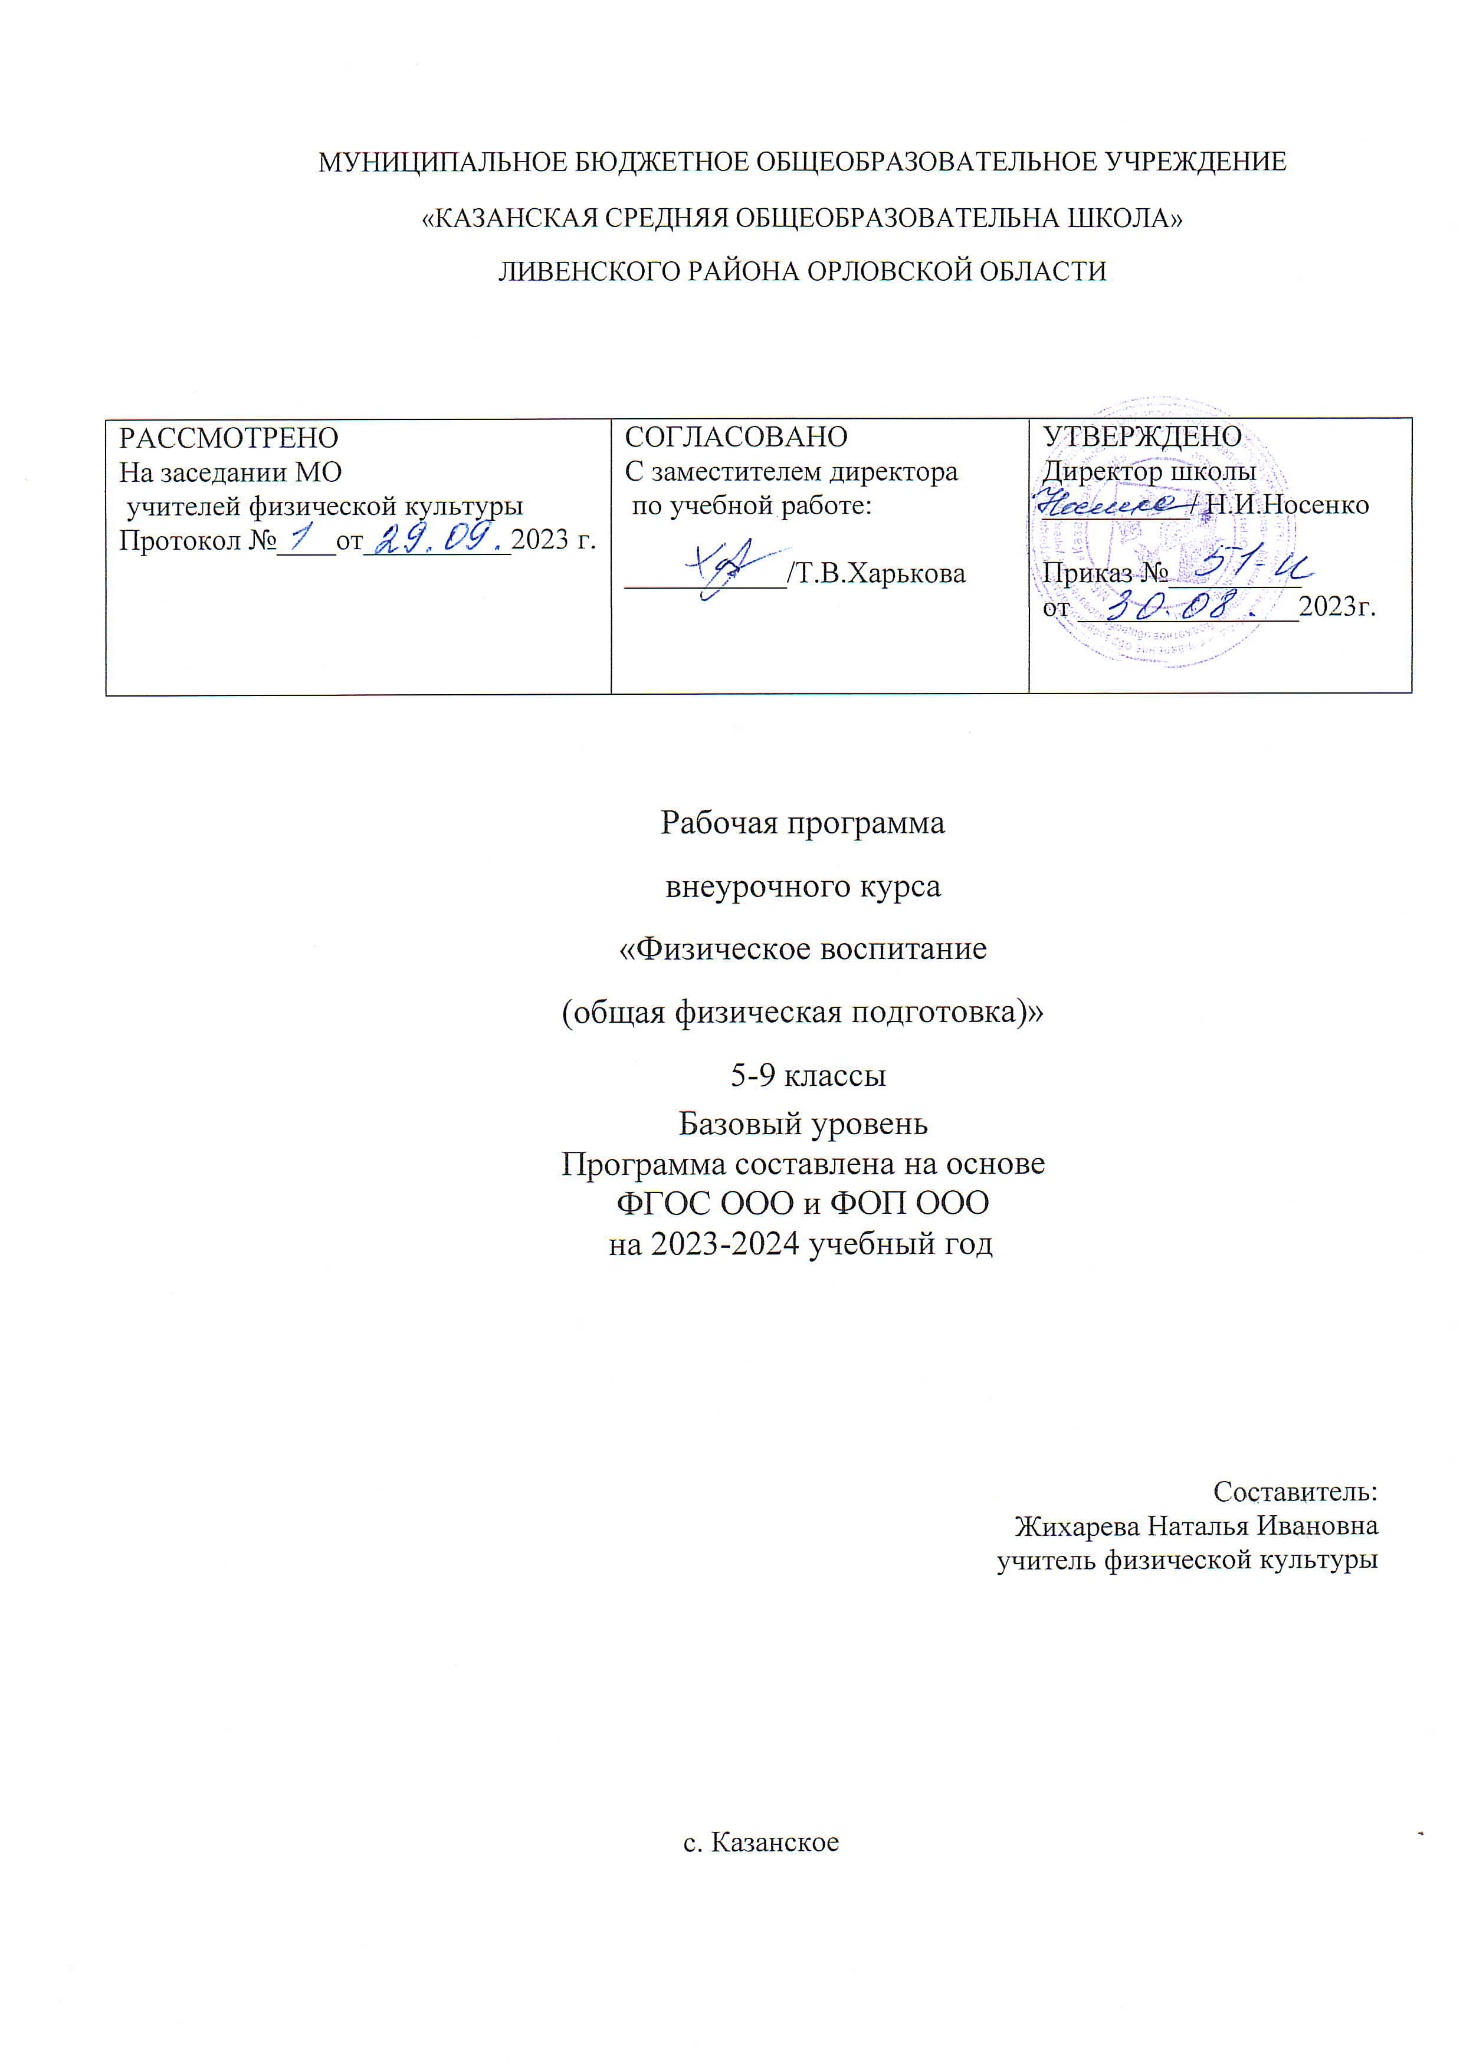 МУНИЦИПАЛЬНОЕ БЮДЖЕТНОЕ ОБЩЕОБРАЗОВАТЕЛЬНОЕ УЧРЕЖДЕНИЕ
«КАЗАНСКАЯ СРЕДНЯЯ ОБЩЕОБРАЗОВАТЕЛЬНА ШКОЛА»
ЛИВЕНСКОГО РАЙОНА ОРЛОВСКОЙ ОБЛАСТИ
РАССМОТРЕНО
На заседании МО
учителей физической культуры
Протокол № 1 от 29.09. 2023 г.
СОГЛАСОВАНО
С заместителем директора
по учебной работе:
/Т.В.Харькова
УТВЕРЖДЕНО
Директор школы
/ Н.И.Носенко
Приказ № 51-и
от 30.08. 2023г.
Рабочая программа
внеурочного курса
«Физическое воспитание
(общая физическая подготовка)»
5-9 классы
Базовый уровень
Программа составлена на основе
ФГОС ООО и ФОП ООО
на 2023-2024 учебный год
Составитель:
Жихарева Наталья Ивановна
учитель физической культуры
с. Казанское